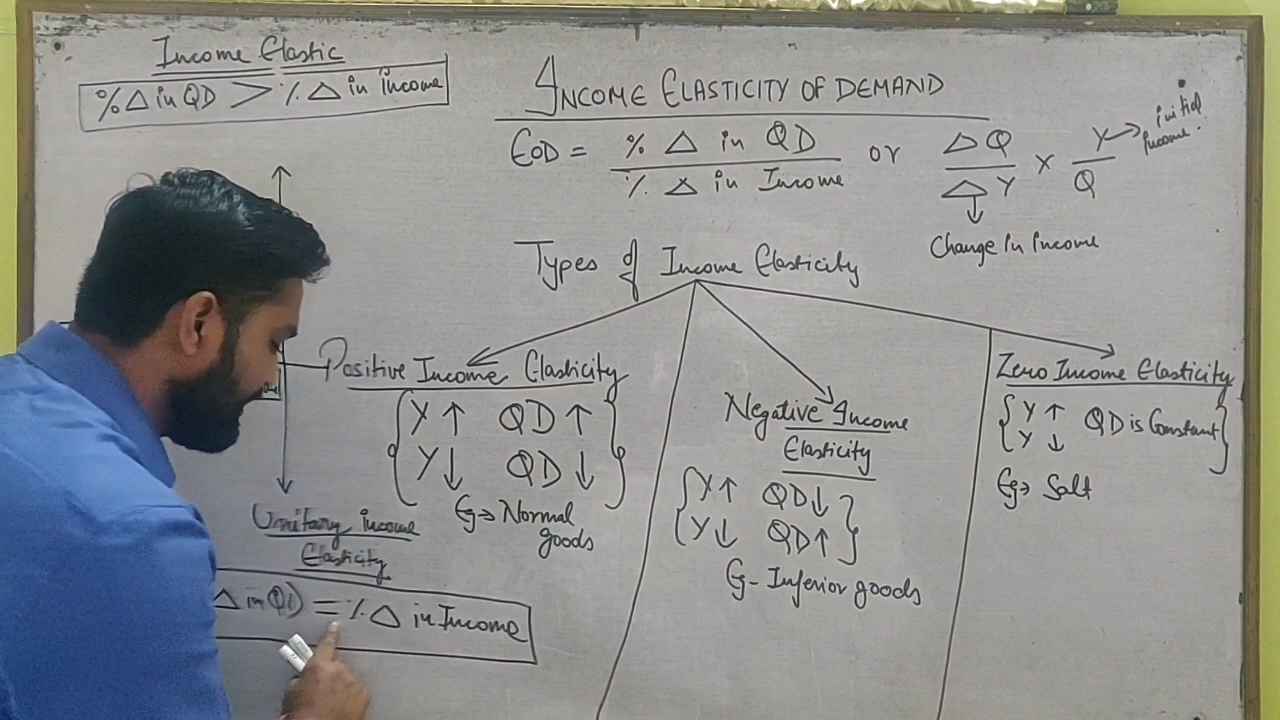 Income Elastic
% Δ in QD > % Δ in income
INCOME ELASTICITY OF DEMAND
EOD = % Δ in QD / % Δ in Income or ΔQ / ΔY × Y / Q → initial income.
Change in income
Types of Income Elasticity
Positive Income Elasticity
{ Y ↑ QD ↑ }
{ Y ↓ QD ↓ }
Eg → Normal
goods
Negative Income
Elasticity
{ Y ↑ QD ↓ }
{ Y ↓ QD ↑ }
Eg - Inferior goods
Zero Income Elasticity
{ Y ↑ QD is Constant }
{ Y ↓
Eg → Salt
Unitary income
Elasticity
Δ in QD = % Δ in Income